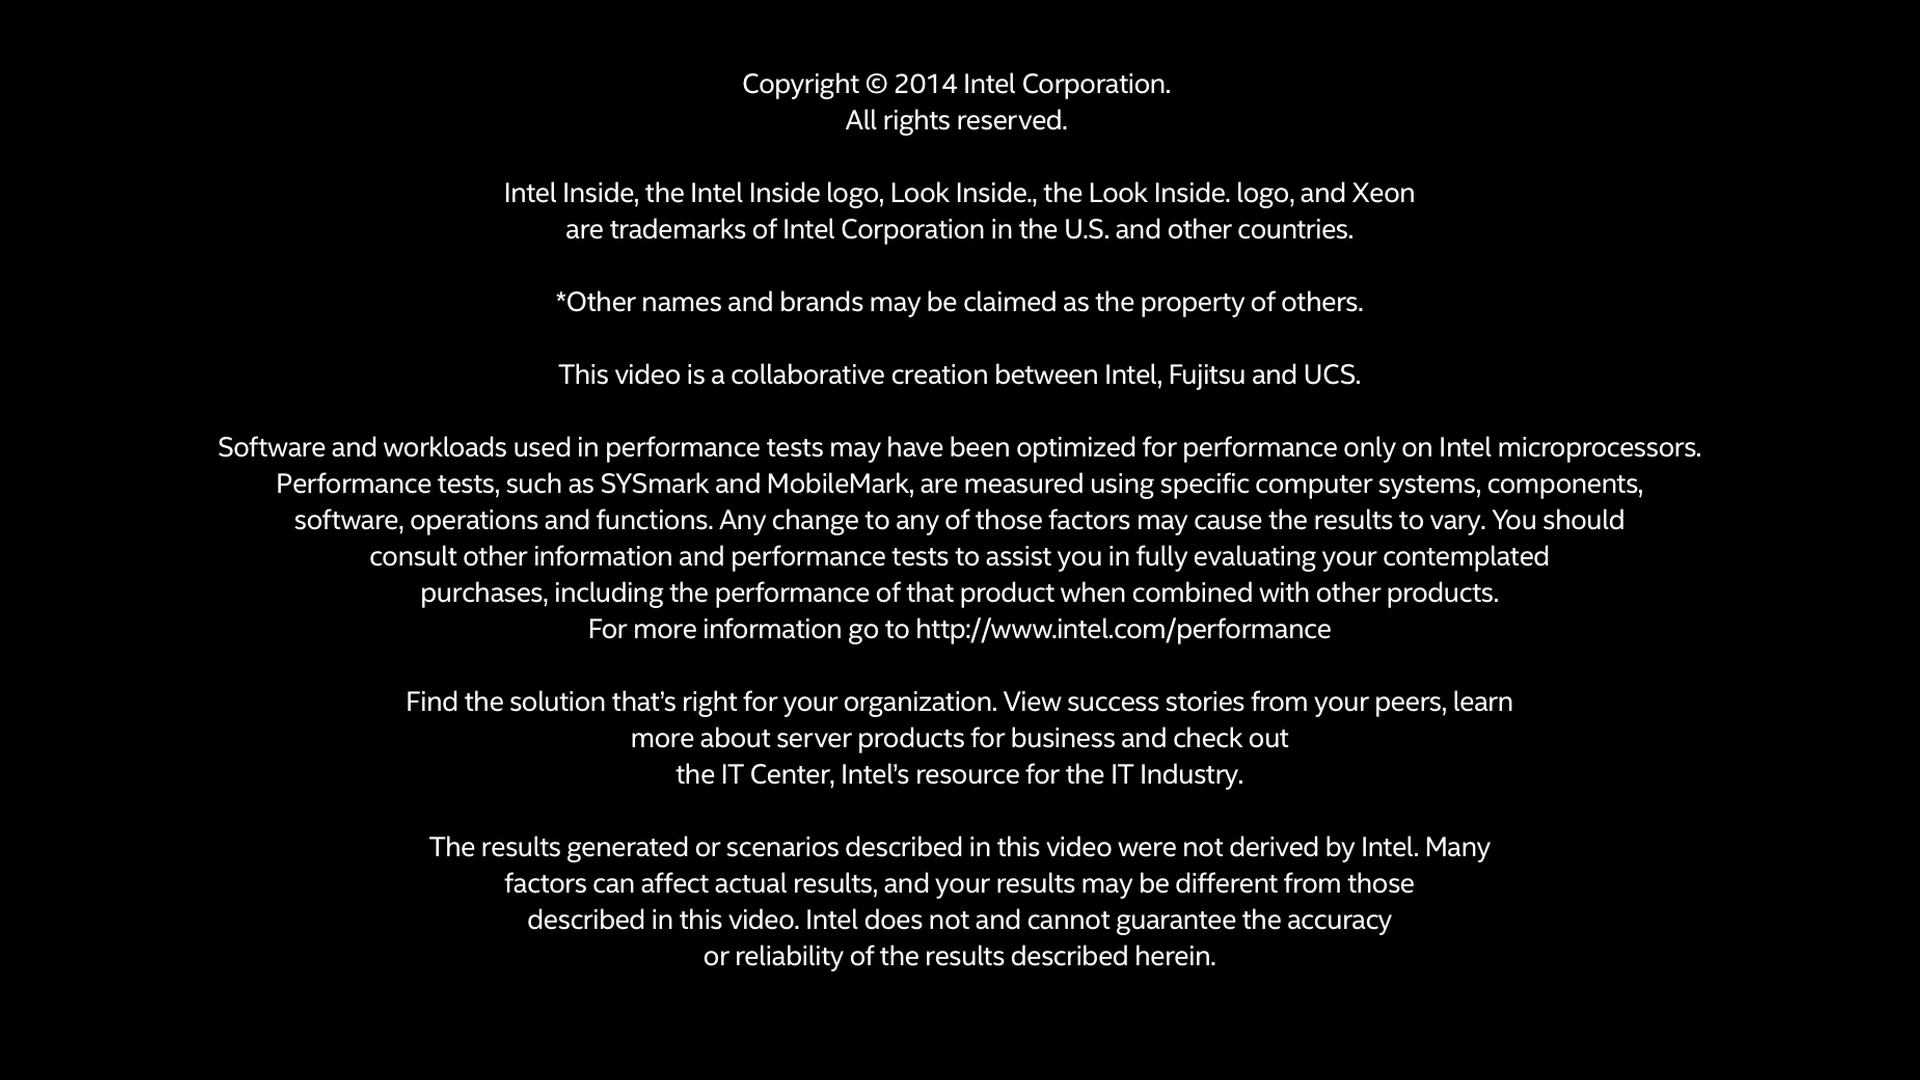 Copyright © 2014 Intel Corporation.
All rights reserved.
Intel Inside, the Intel Inside logo, Look Inside., the Look Inside. logo, and Xeon
are trademarks of Intel Corporation in the U.S. and other countries.
*Other names and brands may be claimed as the property of others.
This video is a collaborative creation between Intel, Fujitsu and UCS.
Software and workloads used in performance tests may have been optimized for performance only on Intel microprocessors.
Performance tests, such as SYSmark and MobileMark, are measured using specific computer systems, components,
software, operations and functions. Any change to any of those factors may cause the results to vary. You should
consult other information and performance tests to assist you in fully evaluating your contemplated
purchases, including the performance of that product when combined with other products.
For more information go to http://www.intel.com/performance
Find the solution that’s right for your organization. View success stories from your peers, learn
more about server products for business and check out
the IT Center, Intel’s resource for the IT Industry.
The results generated or scenarios described in this video were not derived by Intel. Many
factors can affect actual results, and your results may be different from those
described in this video. Intel does not and cannot guarantee the accuracy
or reliability of the results described herein.